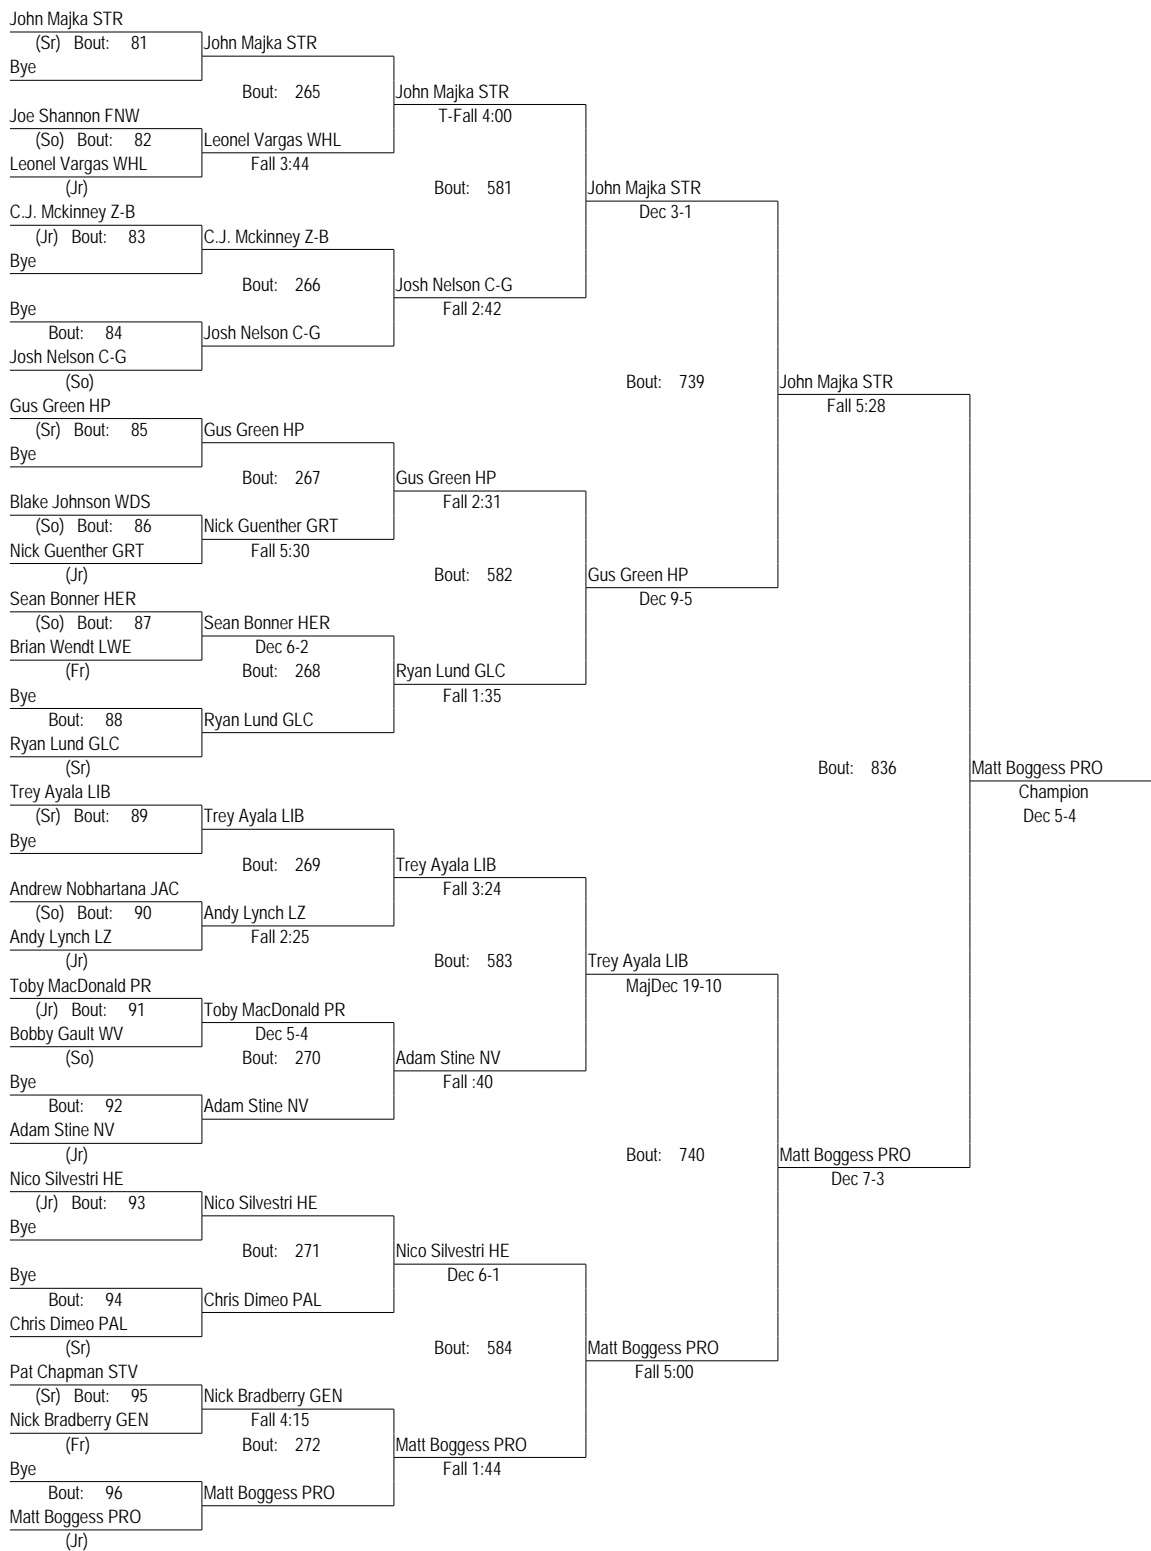 John Majka STR
(Sr) Bout: 81 John Majka STR
Bye
Bout: 265 John Majka STR
Joe Shannon FNW T-Fall 4:00
(So) Bout: 82 Leonel Vargas WHL
Leonel Vargas WHL Fall 3:44
(Jr) Bout: 581 John Majka STR
C.J. Mckinney Z-B Dec 3-1
(Jr) Bout: 83 C.J. Mckinney Z-B
Bye
Bout: 266 Josh Nelson C-G
Bye Fall 2:42
Bout: 84 Josh Nelson C-G
Josh Nelson C-G
(So) Bout: 739 John Majka STR
Gus Green HP Fall 5:28
(Sr) Bout: 85 Gus Green HP
Bye
Bout: 267 Gus Green HP
Blake Johnson WDS Fall 2:31
(So) Bout: 86 Nick Guenther GRT
Nick Guenther GRT Fall 5:30
(Jr) Bout: 582 Gus Green HP
Sean Bonner HER Dec 9-5
(So) Bout: 87 Sean Bonner HER
Brian Wendt LWE Dec 6-2
(Fr) Bout: 268 Ryan Lund GLC
Bye Fall 1:35
Bout: 88 Ryan Lund GLC
Ryan Lund GLC
(Sr) Bout: 836 Matt Boggess PRO
Trey Ayala LIB Champion
(Sr) Bout: 89 Trey Ayala LIB Dec 5-4
Bye
Bout: 269 Trey Ayala LIB
Andrew Nobhartana JAC Fall 3:24
(So) Bout: 90 Andy Lynch LZ
Andy Lynch LZ Fall 2:25
(Jr) Bout: 583 Trey Ayala LIB
Toby MacDonald PR MajDec 19-10
(Jr) Bout: 91 Toby MacDonald PR
Bobby Gault WV Dec 5-4
(So) Bout: 270 Adam Stine NV
Bye Fall :40
Bout: 92 Adam Stine NV
Adam Stine NV
(Jr) Bout: 740 Matt Boggess PRO
Nico Silvestri HE Dec 7-3
(Jr) Bout: 93 Nico Silvestri HE
Bye
Bout: 271 Nico Silvestri HE
Bye Dec 6-1
Bout: 94 Chris Dimeo PAL
Chris Dimeo PAL
(Sr) Bout: 584 Matt Boggess PRO
Pat Chapman STV Fall 5:00
(Sr) Bout: 95 Nick Bradberry GEN
Nick Bradberry GEN Fall 4:15
(Fr) Bout: 272 Matt Boggess PRO
Bye Fall 1:44
Bout: 96 Matt Boggess PRO
Matt Boggess PRO
(Jr)